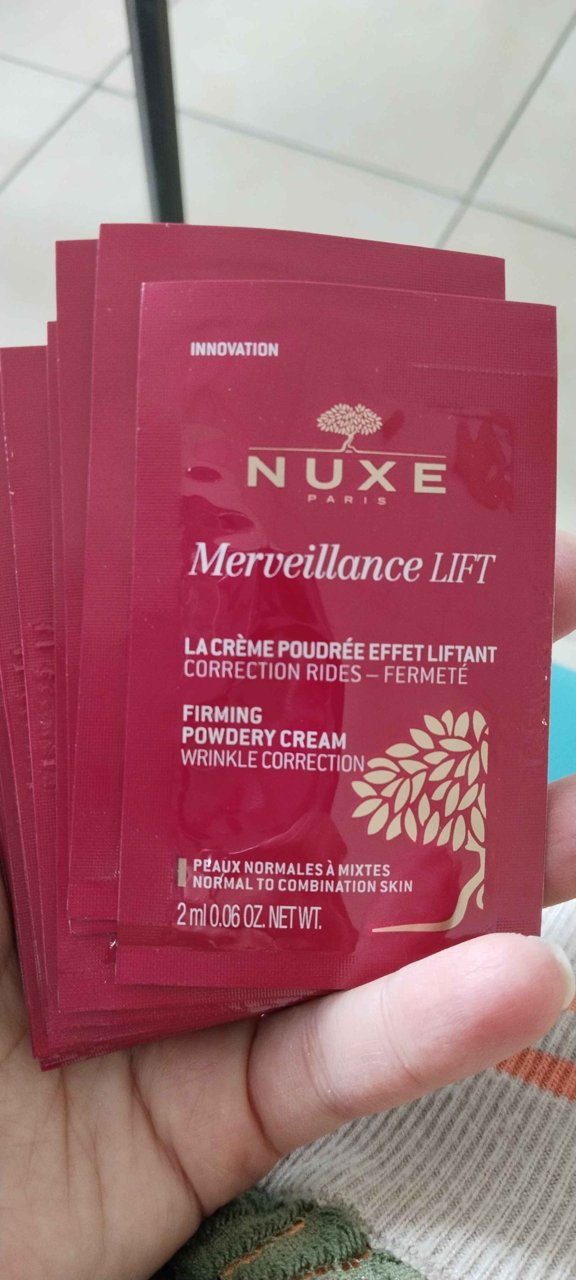 INNOVATION
NUXE
PARIS
Merveillance LIFT
LA CRÈME POUDRÉE EFFET LIFTANT
CORRECTION RIDES – FERMETÉ
FIRMING
POWDERY CREAM
WRINKLE CORRECTION
PEAUX NORMALES À MIXTES
NORMAL TO COMBINATION SKIN
2 ml 0.06 OZ. NET WT.